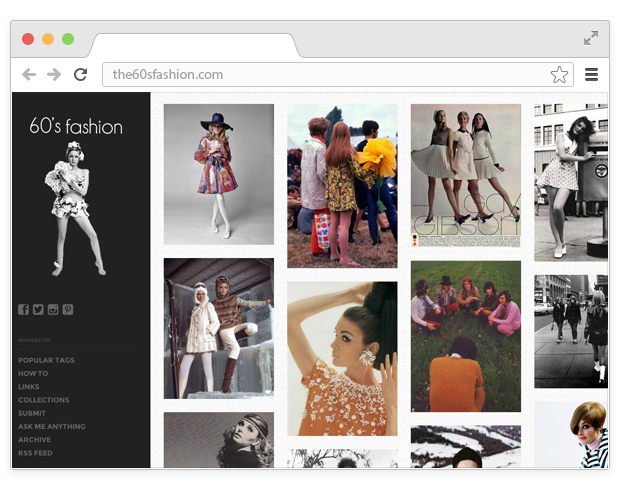 the60sfashion.com
60's fashion
NAVIGATION
POPULAR TAGS
HOW TO
LINKS
COLLECTIONS
SUBMIT
ASK ME ANYTHING
ARCHIVE
RSS FEED
GIBSON